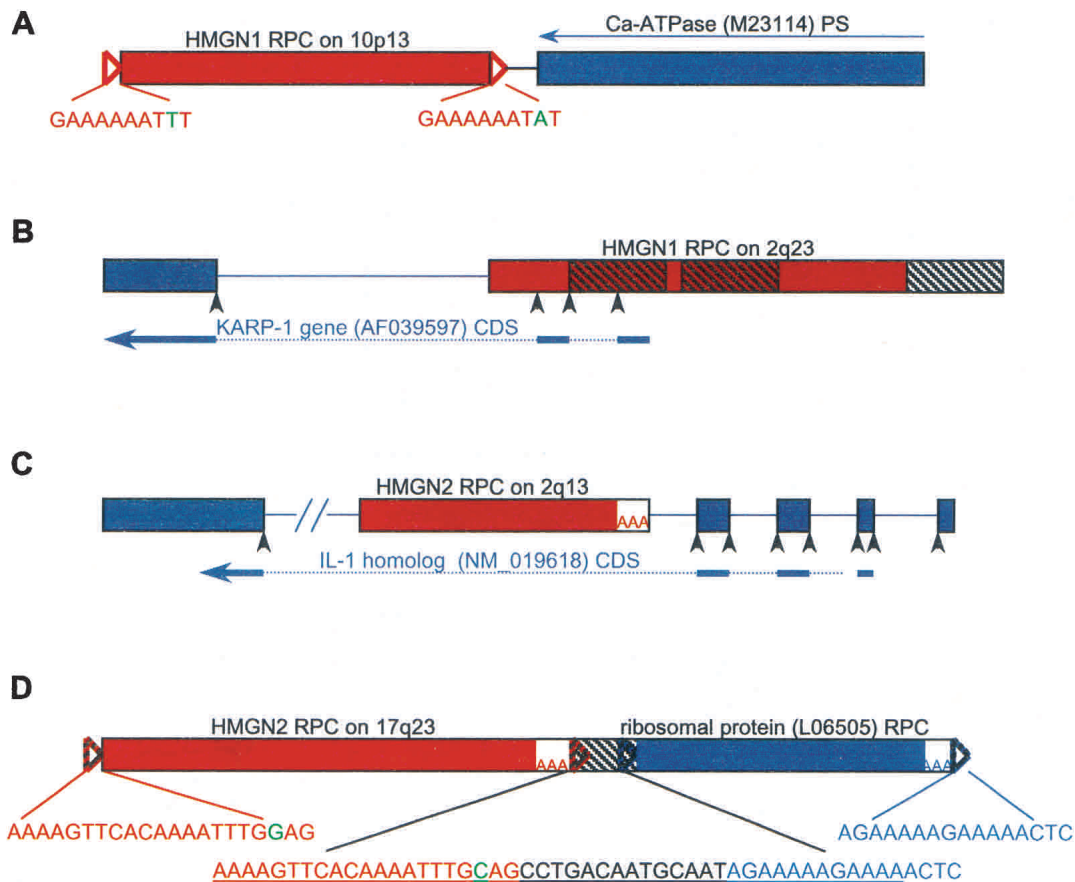 A
HMGN1 RPC on 10p13
Ca-ATPase (M23114) PS
GAAAAAATTT
GAAAAAATAT
B
HMGN1 RPC on 2q23
KARP-1 gene (AF039597) CDS
C
HMGN2 RPC on 2q13
AAA
IL-1 homolog (NM_019618) CDS
D
HMGN2 RPC on 17q23
ribosomal protein (L06505) RPC
AAA
AAA
AAAAGTTCACAAAATTTGGAG
AGAAAAAGAAAAACTC
AAAAGTTCACAAAATTTGCAGCCTGACAATGCAATAGAAAAAGAAAAACTC